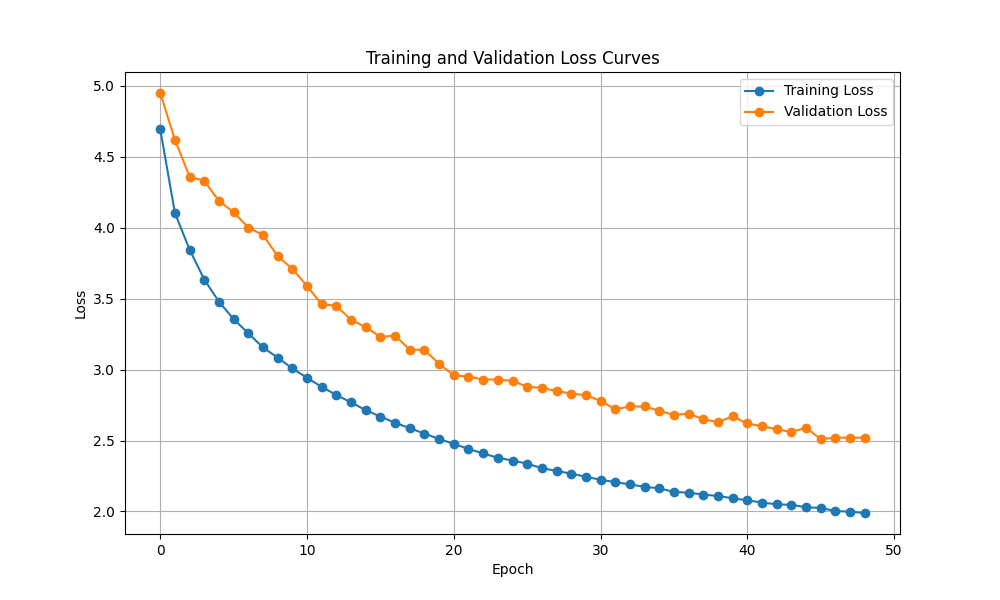 Training and Validation Loss Curves
Training Loss
Validation Loss
5.0
4.5
4.0
3.5
3.0
2.5
2.0
Loss
0 10 20 30 40 50
Epoch